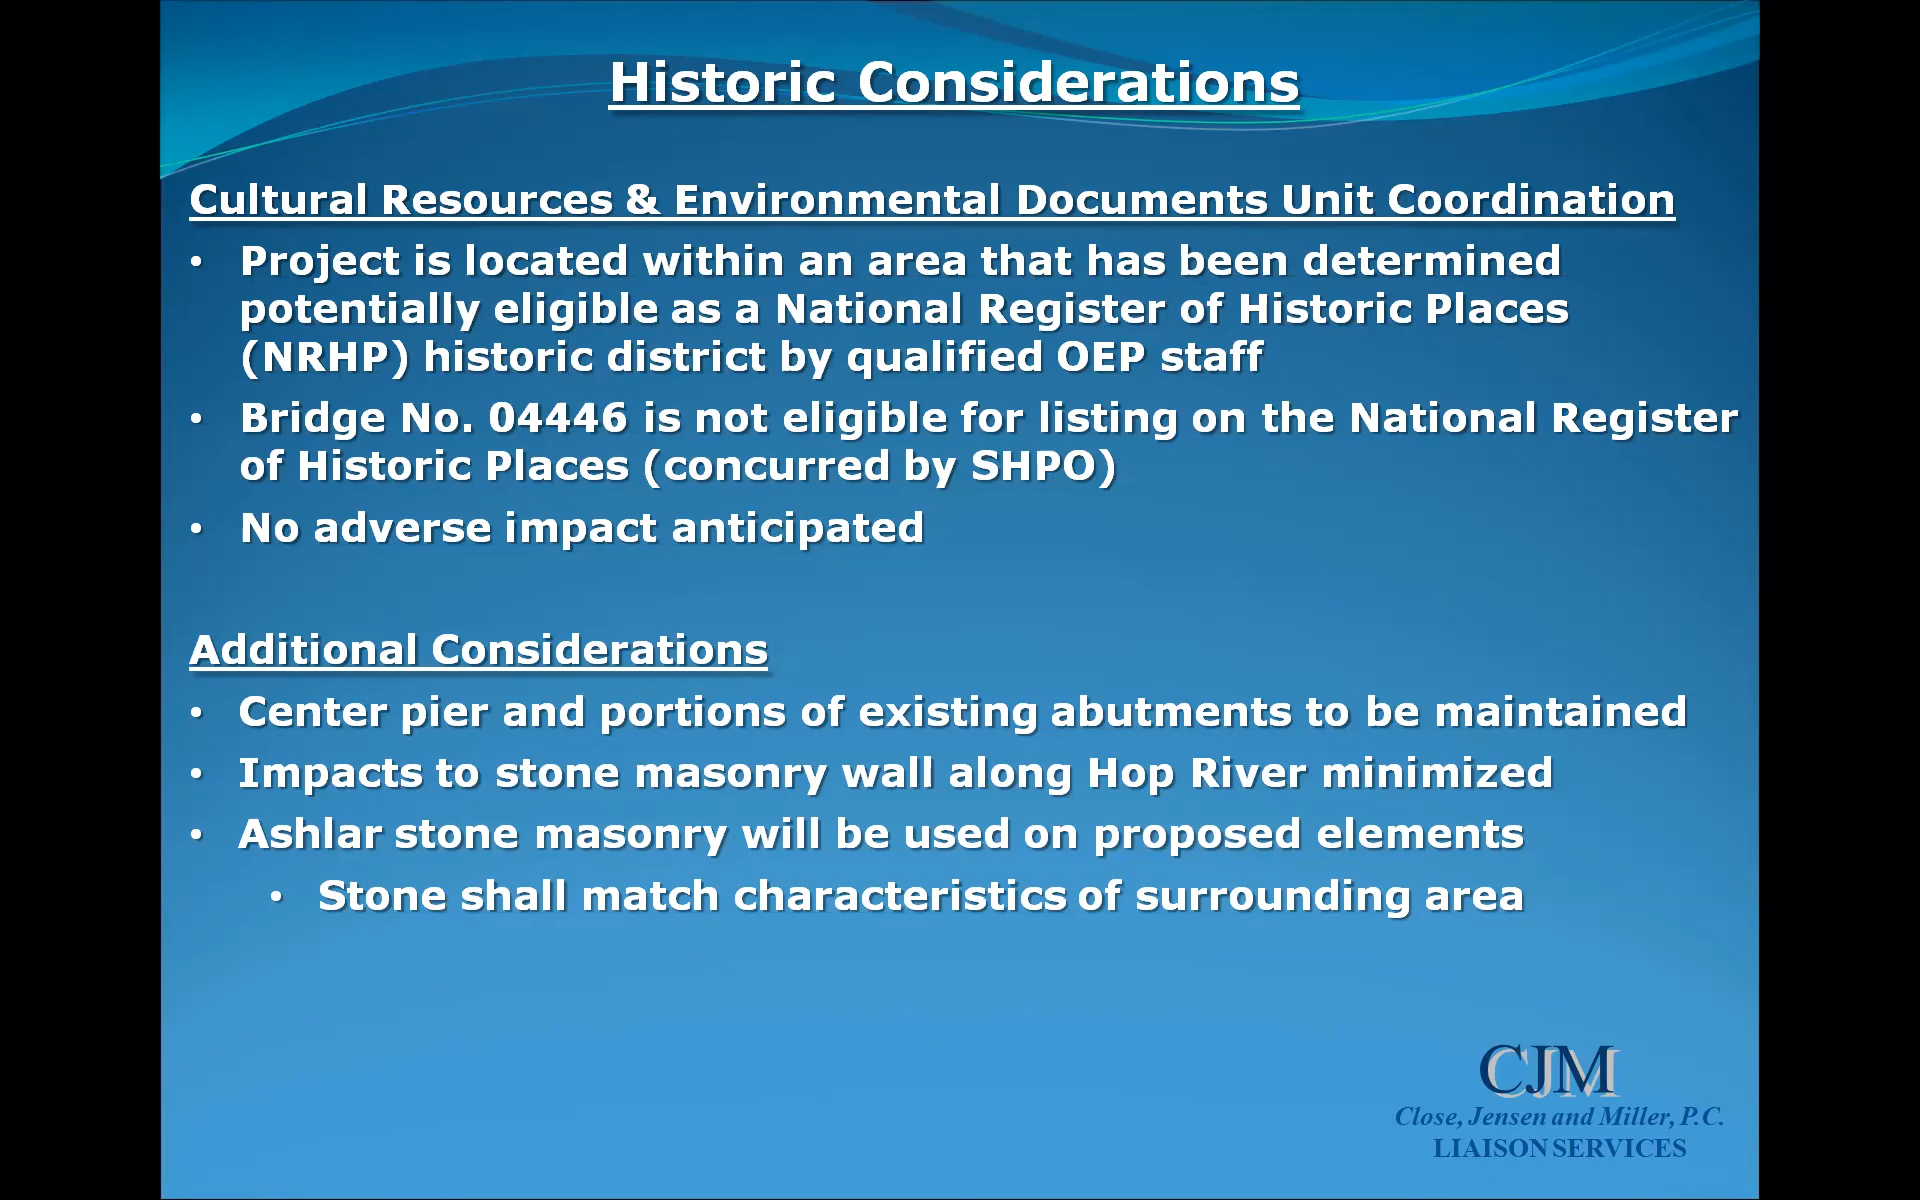 Historic Considerations
Cultural Resources & Environmental Documents Unit Coordination
• Project is located within an area that has been determined
potentially eligible as a National Register of Historic Places
(NRHP) historic district by qualified OEP staff
• Bridge No. 04446 is not eligible for listing on the National Register
of Historic Places (concurred by SHPO)
• No adverse impact anticipated
Additional Considerations
• Center pier and portions of existing abutments to be maintained
• Impacts to stone masonry wall along Hop River minimized
• Ashlar stone masonry will be used on proposed elements
• Stone shall match characteristics of surrounding area
CJM
Close, Jensen and Miller, P.C.
LIAISON SERVICES